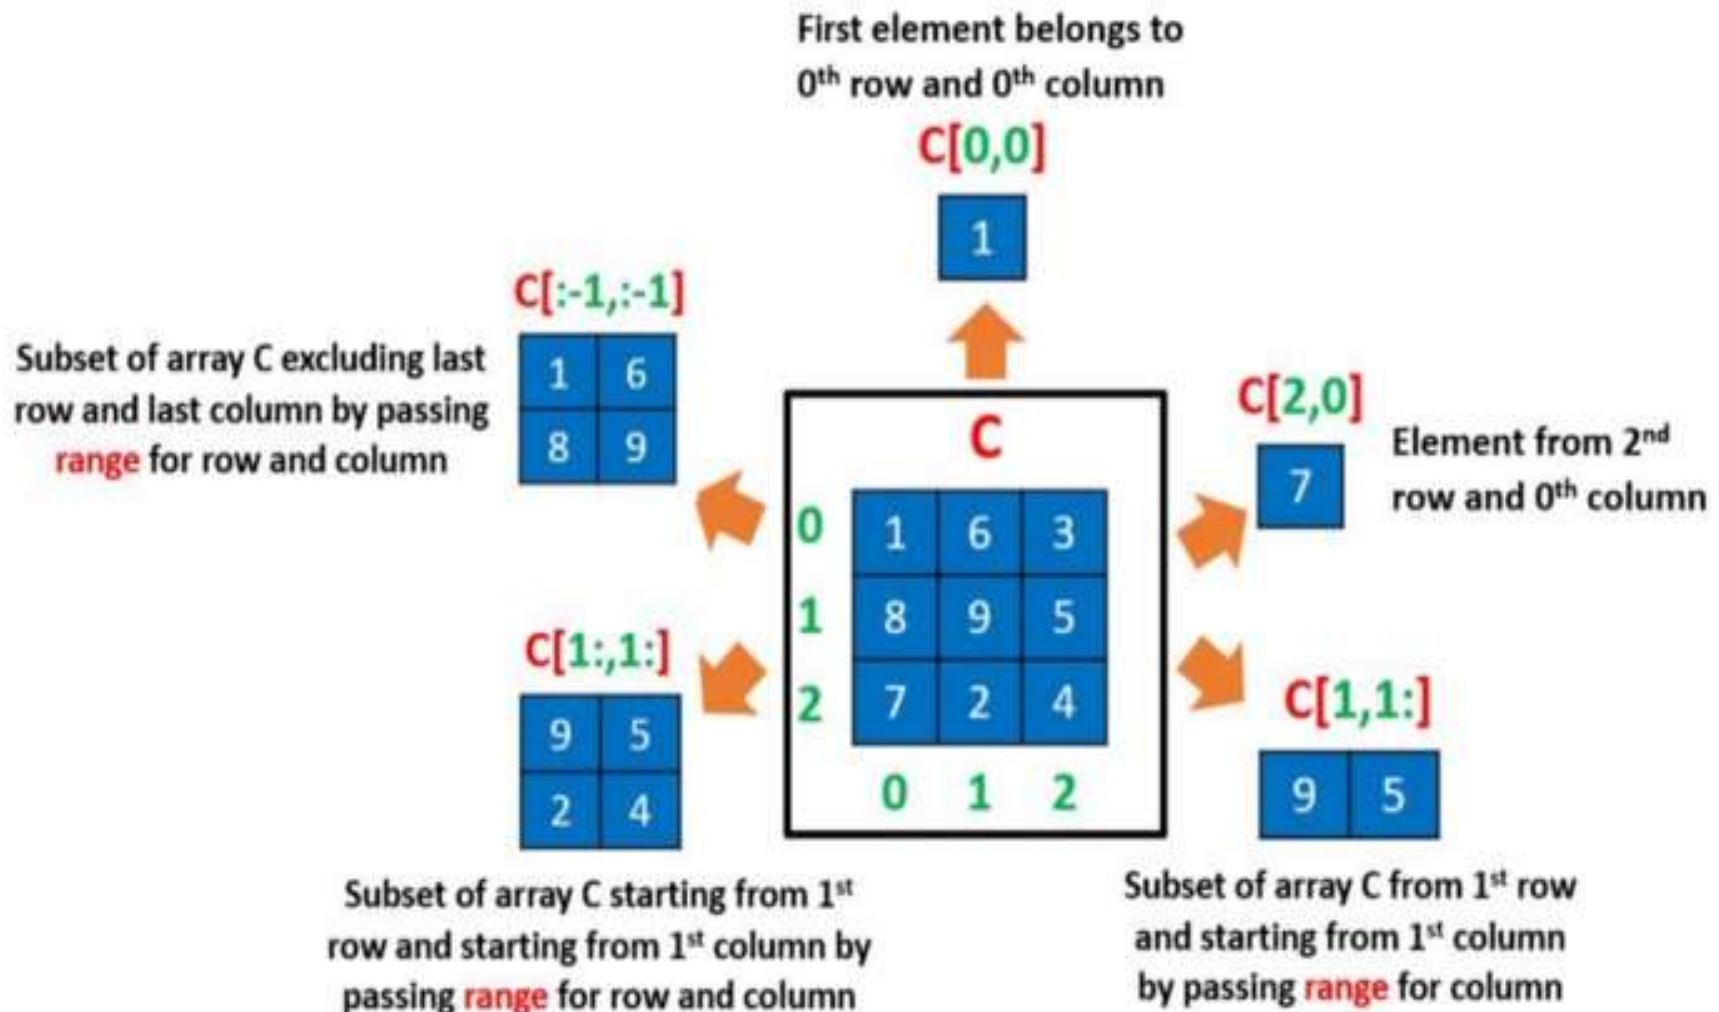 First element belongs to
0th row and 0th column
C[0,0]
1
C[:-1,:-1]
Subset of array C excluding last
row and last column by passing
range for row and column
1 6
8 9
C[2,0]
7
Element from 2nd
row and 0th column
C
0 1 6 3
1 8 9 5
2 7 2 4
0 1 2
C[1:,1:]
9 5
2 4
Subset of array C starting from 1st
row and starting from 1st column by
passing range for row and column
C[1,1:]
9 5
Subset of array C from 1st row
and starting from 1st column
by passing range for column